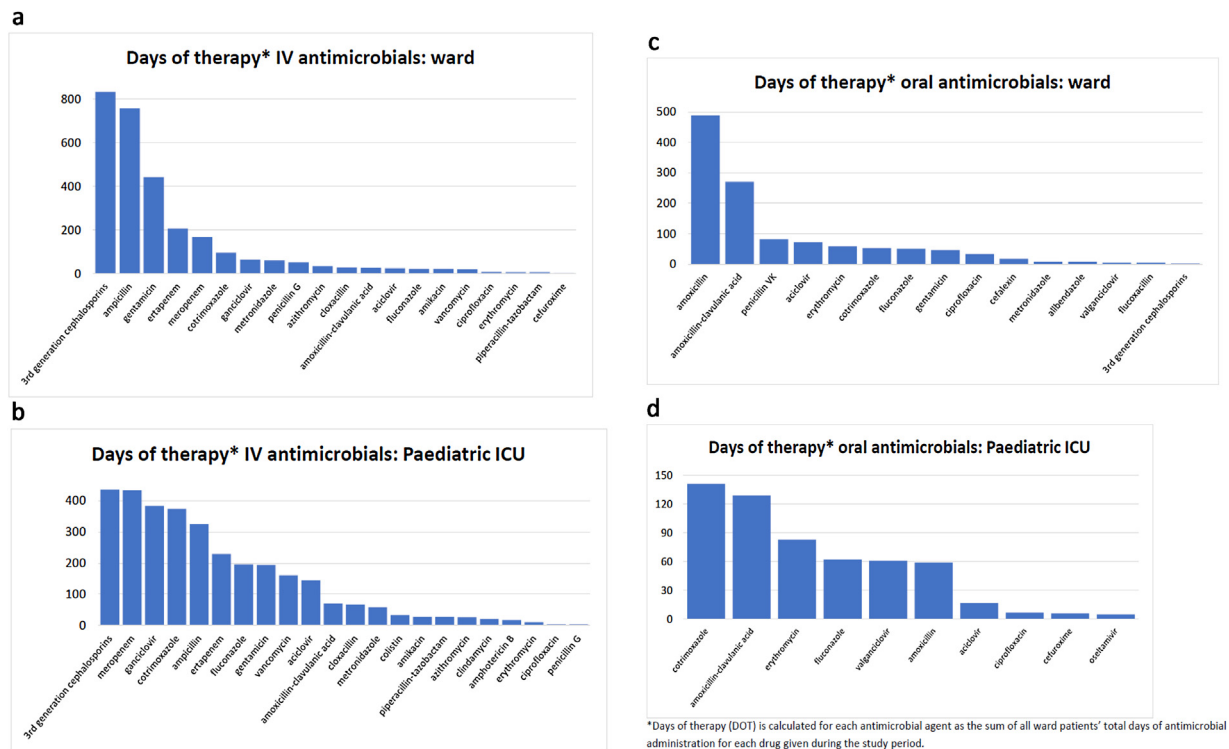 a
Days of therapy* IV antimicrobials: ward
800
600
400
200
0
3rd generation cephalosporins
ampicillin
gentamicin
ertapenem
meropenem
cotrimoxazole
ganciclovir
metronidazole
penicillin G
azithromycin
cloxacillin
amoxicillin-clavulanic acid
aciclovir
fluconazole
amikacin
vancomycin
ciprofloxacin
erythromycin
piperacillin-tazobactam
cefuroxime
b
Days of therapy* IV antimicrobials: Paediatric ICU
400
300
200
100
0
3rd generation cephalosporins
meropenem
ganciclovir
cotrimoxazole
ampicillin
ertapenem
fluconazole
gentamicin
vancomycin
aciclovir
amoxicillin-clavulanic acid
cloxacillin
metronidazole
colistin
amikacin
piperacillin-tazobactam
azithromycin
clindamycin
amphotericin B
erythromycin
ciprofloxacin
penicillin G
c
Days of therapy* oral antimicrobials: ward
500
400
300
200
100
0
amoxicillin
amoxicillin-clavulanic acid
penicillin VK
aciclovir
erythromycin
cotrimoxazole
fluconazole
gentamicin
ciprofloxacin
cefalexin
metronidazole
allbendazole
valganciclovir
flucoxacillin
3rd generation cephalosporins
d
Days of therapy* oral antimicrobials: Paediatric ICU
150
120
90
60
30
0
cotrimoxazole
amoxicillin-clavulanic acid
erythromycin
fluconazole
valganciclovir
amoxicillin
aciclovir
ciprofloxacin
cefuroxime
oseltamivir
*Days of therapy (DOT) is calculated for each antimicrobial agent as the sum of all ward patients' total days of antimicrobial
administration for each drug given during the study period.